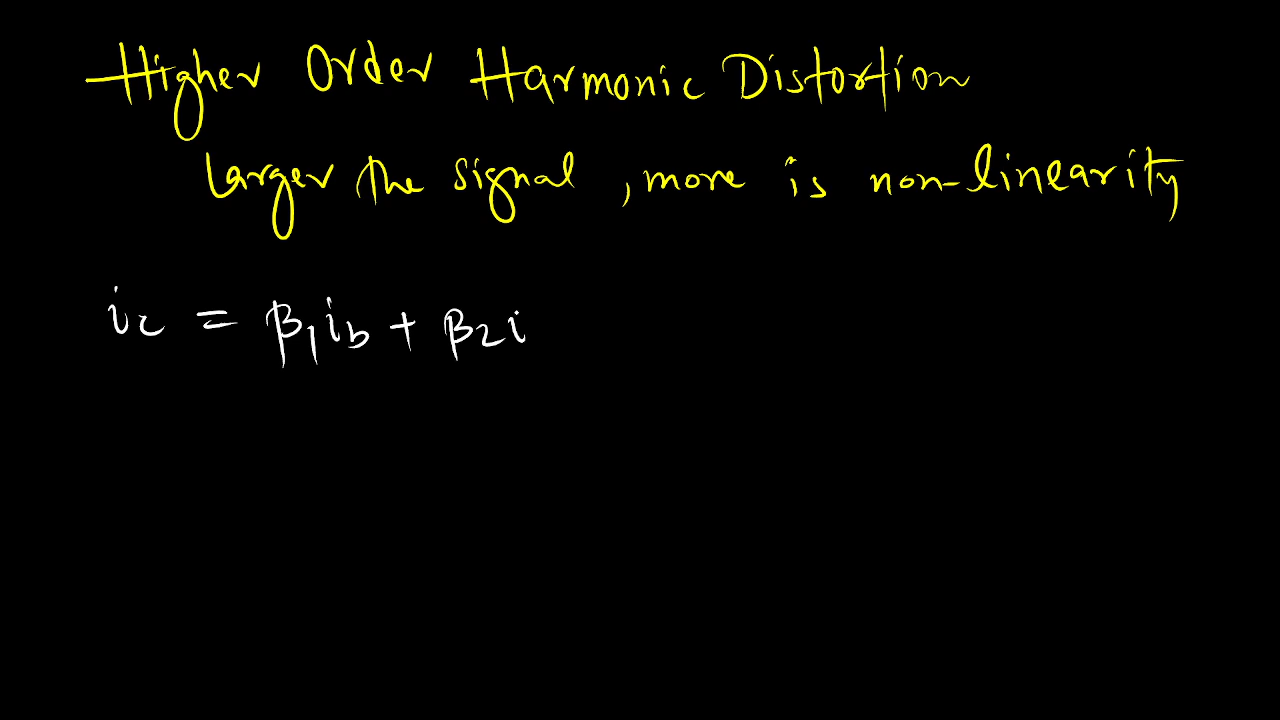 Higher Order Harmonic Distortion
Larger the signal, more is non-linearity
ic = β1ib + β2i